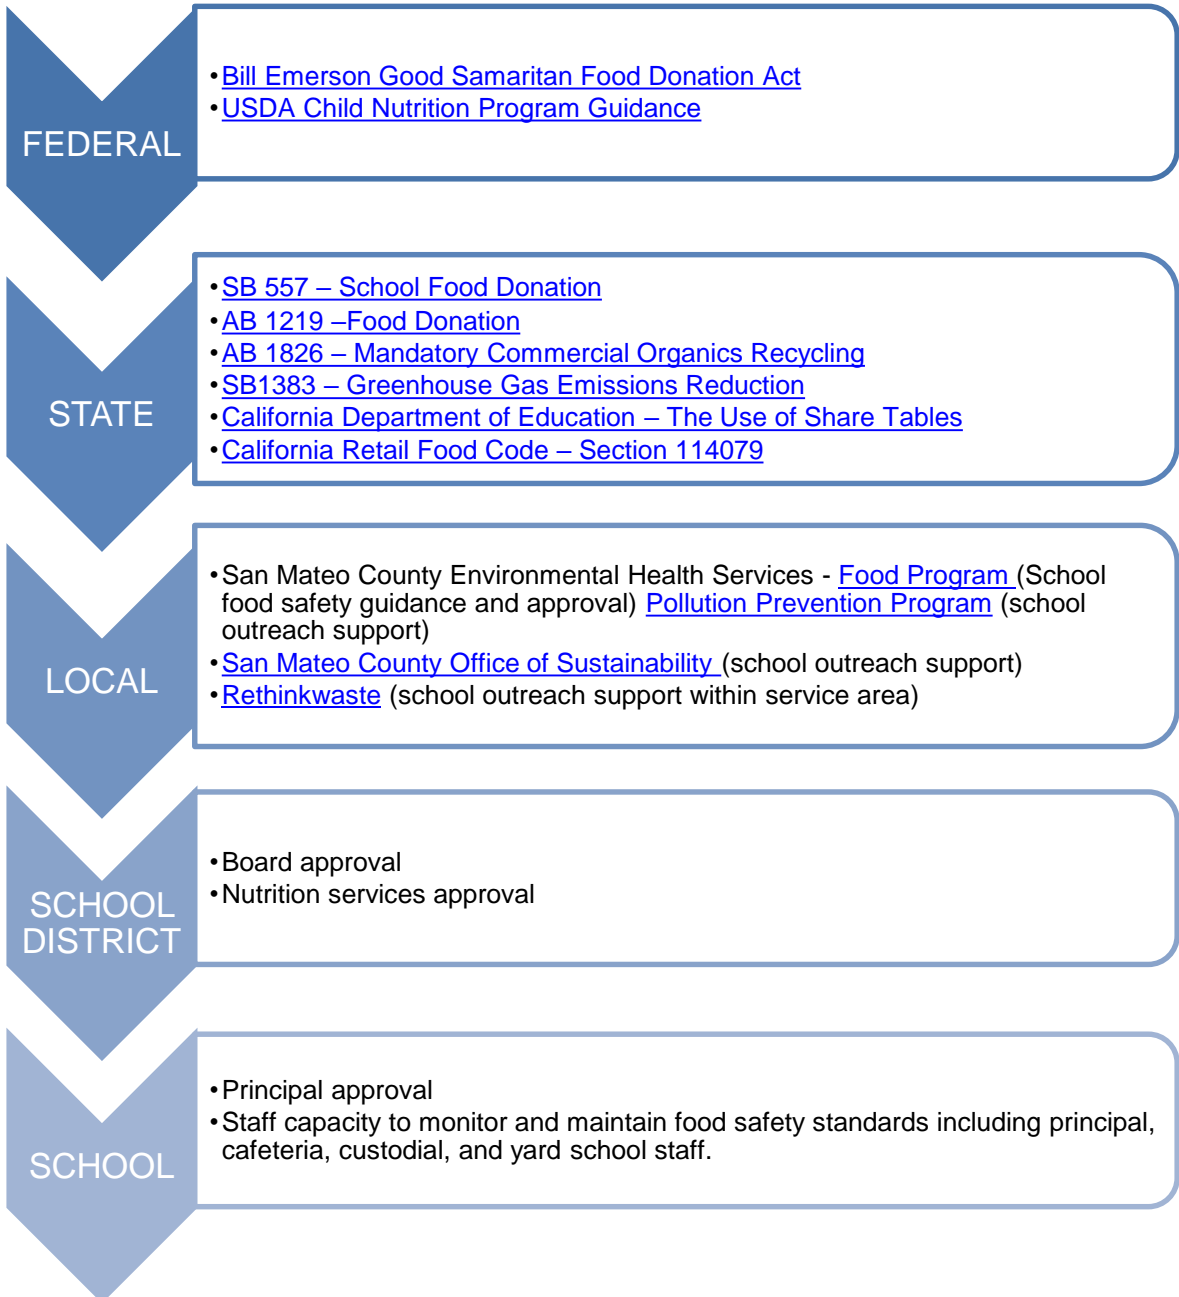 FEDERAL
•Bill Emerson Good Samaritan Food Donation Act
•USDA Child Nutrition Program Guidance
STATE
•SB 557 – School Food Donation
•AB 1219 –Food Donation
•AB 1826 – Mandatory Commercial Organics Recycling
•SB1383 – Greenhouse Gas Emissions Reduction
•California Department of Education – The Use of Share Tables
•California Retail Food Code – Section 114079
LOCAL
•San Mateo County Environmental Health Services - Food Program (School
food safety guidance and approval) Pollution Prevention Program (school
outreach support)
•San Mateo County Office of Sustainability (school outreach support)
•Rethinkwaste (school outreach support within service area)
SCHOOL
DISTRICT
•Board approval
•Nutrition services approval
SCHOOL
•Principal approval
•Staff capacity to monitor and maintain food safety standards including principal,
cafeteria, custodial, and yard school staff.